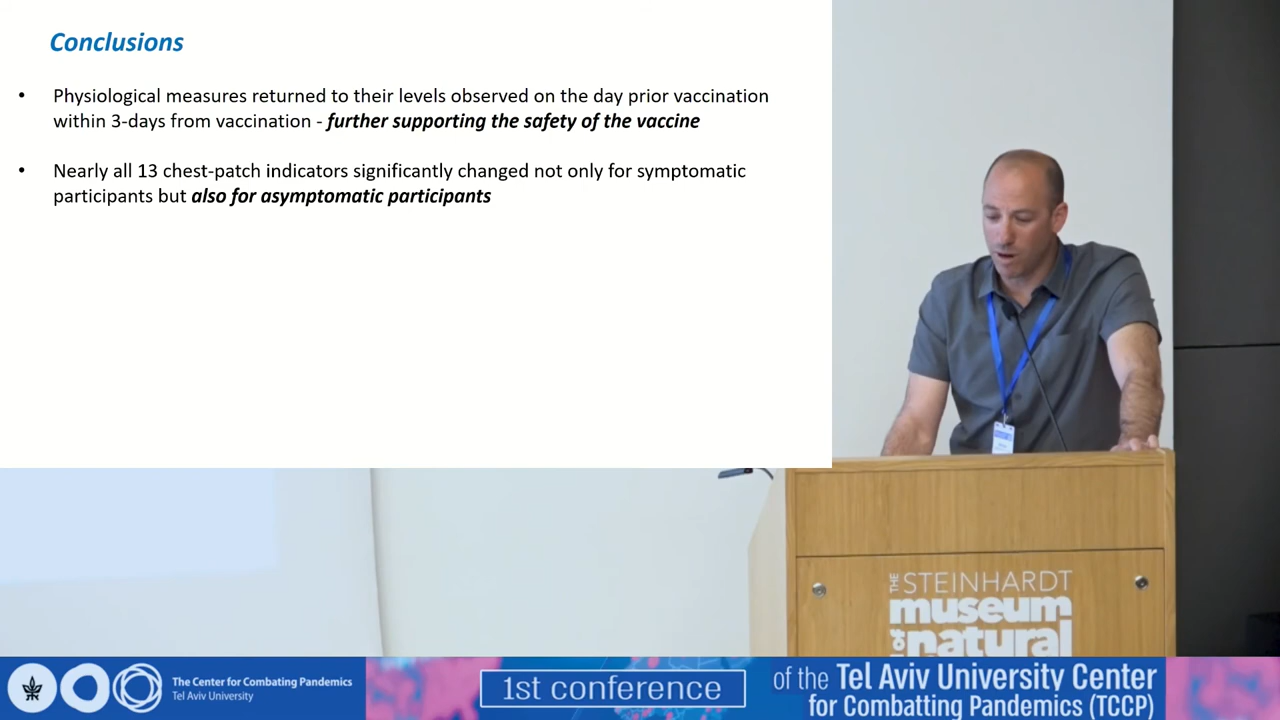 Conclusions
• Physiological measures returned to their levels observed on the day prior vaccination
within 3-days from vaccination - further supporting the safety of the vaccine
• Nearly all 13 chest-patch indicators significantly changed not only for symptomatic
participants but also for asymptomatic participants
THE STEINHARDT
museum
of natural
The Center for Combating Pandemics
Tel Aviv University
1st conference
of the Tel Aviv University Center
for Combatting Pandemics (TCCP)